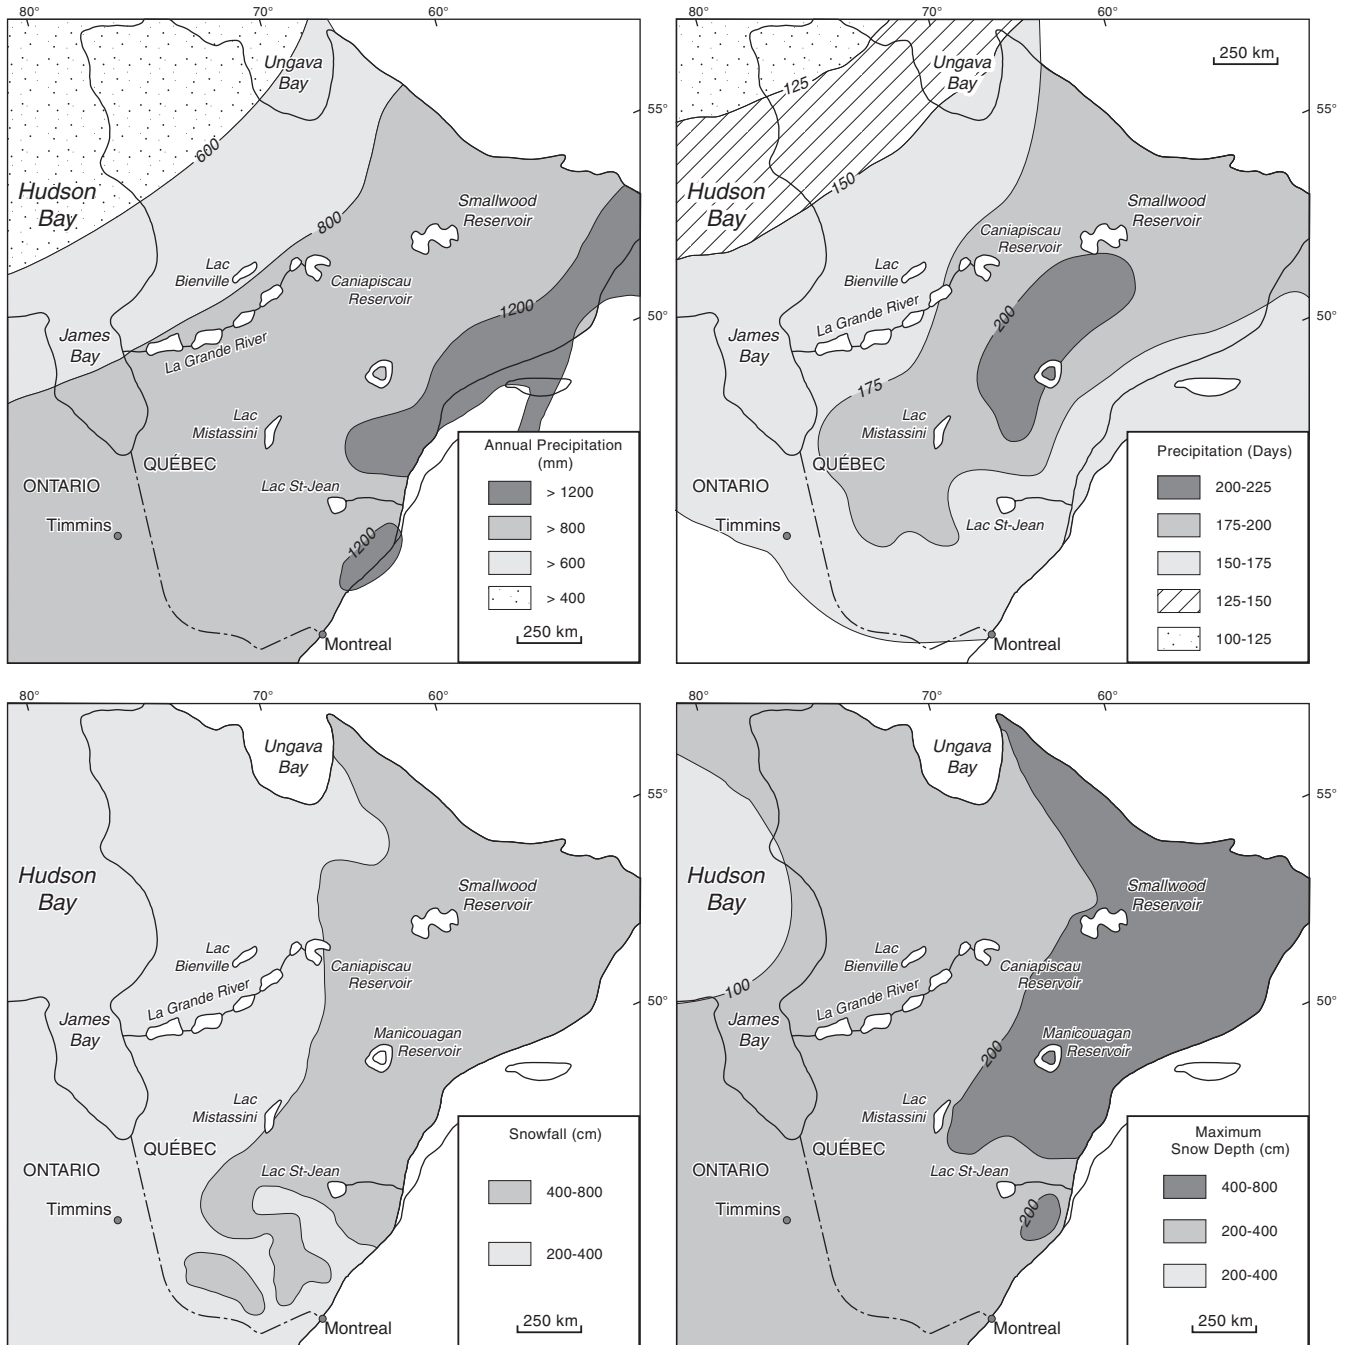 80°
70°
60°
Ungava
Bay
55°
600
Hudson
Bay
800
Smallwood
Reservoir
Lac
Bienville
Caniapiscau
Reservoir
1200
50°
James
Bay
La Grande River
Lac
Mistassini
QUÉBEC
ONTARIO
Lac St-Jean
Timmins
1200
Montreal
Annual Precipitation
(mm)
> 1200
> 800
> 600
> 400
250 km
80°
70°
60°
250 km
Ungava
Bay
125
55°
150
Hudson
Bay
Smallwood
Reservoir
Caniapiscau
Reservoir
Lac
Bienville
La Grande River
200
50°
James
Bay
175
Lac
Mistassini
QUÉBEC
ONTARIO
Timmins
Lac St-Jean
Montreal
Precipitation (Days)
200-225
175-200
150-175
125-150
100-125
80°
70°
60°
Ungava
Bay
55°
Hudson
Bay
Smallwood
Reservoir
Lac
Bienville
Caniapiscau
Reservoir
La Grande River
50°
James
Bay
Manicouagan
Reservoir
Lac
Mistassini
QUÉBEC
ONTARIO
Lac St-Jean
Timmins
Montreal
Snowfall (cm)
400-800
200-400
250 km
80°
70°
60°
Ungava
Bay
55°
Hudson
Bay
Smallwood
Reservoir
Lac
Bienville
Caniapiscau
Reservoir
100
La Grande River
50°
James
Bay
Manicouagan
Reservoir
200
Lac
Mistassini
QUÉBEC
ONTARIO
Lac St-Jean
Timmins
200
Montreal
Maximum
Snow Depth (cm)
400-800
200-400
200-400
250 km